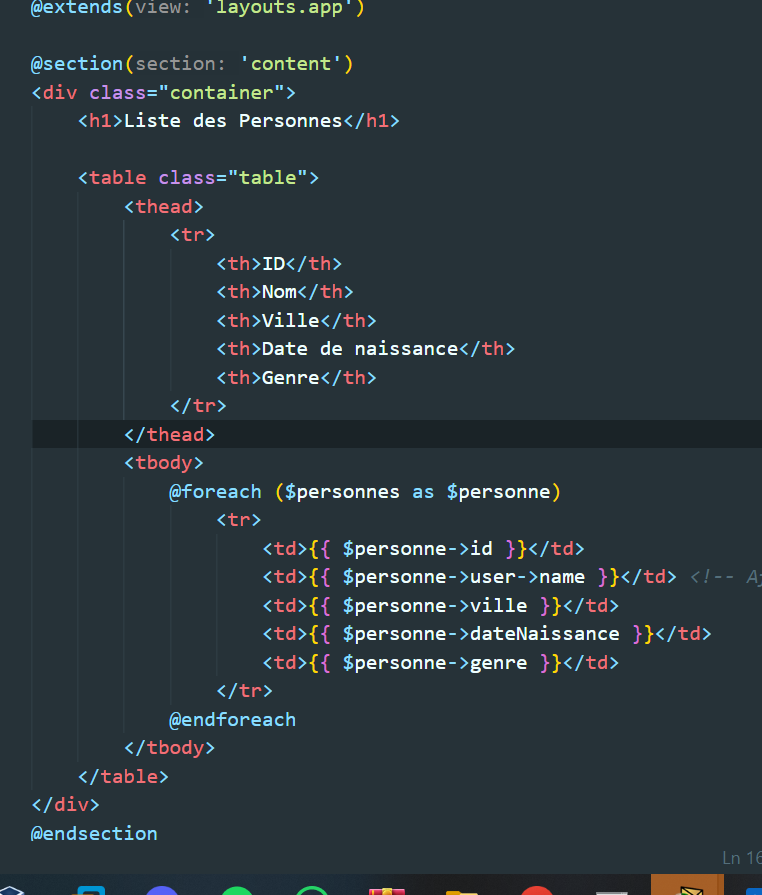 @extends(view: 'layouts.app')
@section(section: 'content')
<div class="container">
<h1>Liste des Personnes</h1>
<table class="table">
<thead>
<tr>
<th>ID</th>
<th>Nom</th>
<th>Ville</th>
<th>Date de naissance</th>
<th>Genre</th>
</tr>
</thead>
<tbody>
@foreach ($personnes as $personne)
<tr>
<td>{{ $personne->id }}</td>
<td>{{ $personne->user->name }}</td> <!--
<td>{{ $personne->ville }}</td>
<td>{{ $personne->dateNaissance }}</td>
<td>{{ $personne->genre }}</td>
</tr>
@endforeach
</tbody>
</table>
</div>
@endsection
Ln 16